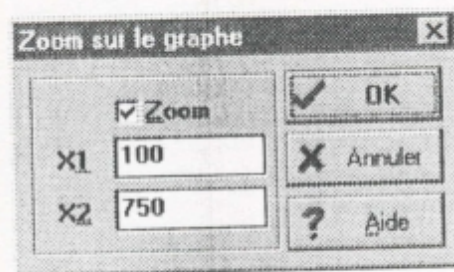 Zoom sur le graphe
Zoom
X1 100
X2 750
OK
Annuler
Aide